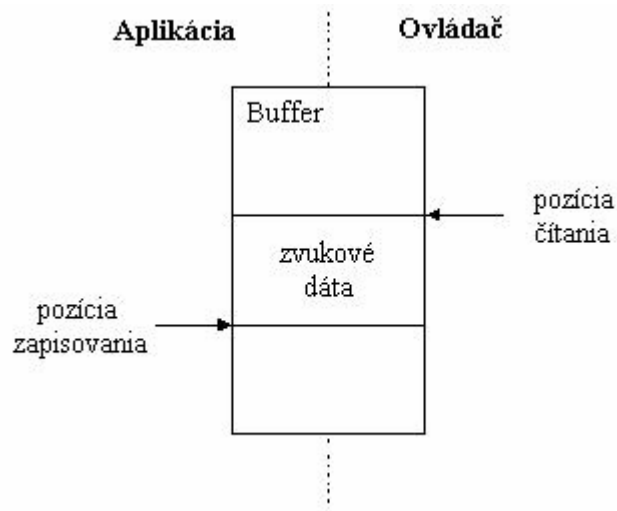 Aplikácia
Ovládač
Buffer
pozícia
čítania
zvukové
dáta
pozícia
zapisovania